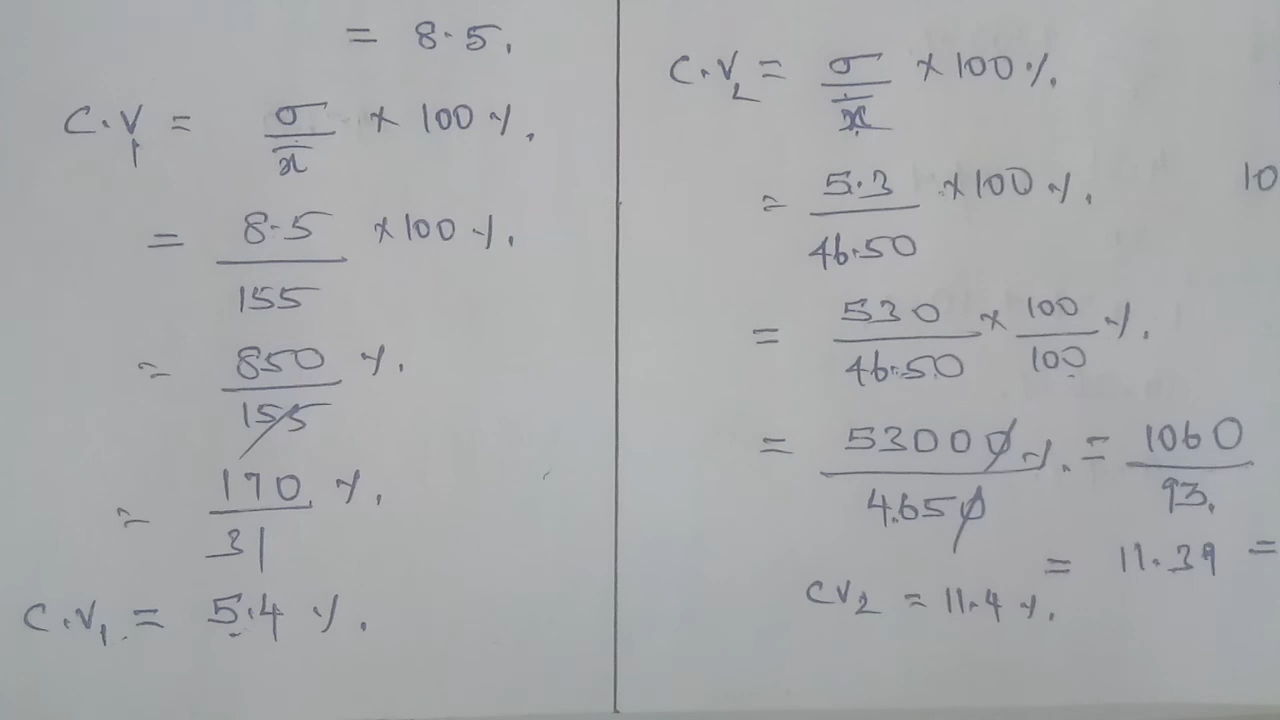 = 8.5.
C.V₁ = σ/x̄ × 100 %.
= 8.5/155 × 100 %.
= 850/155 %.
= 170/31 %.
C.V₁ = 5.4 %.
C.V₂ = σ/x̄ × 100 %.
= 5.3/46.50 × 100 %. 10
= 530/46.50 × 100/100 %.
= 53000/4650 %. = 1060/93.
= 11.39 =
CV₂ = 11.4 %.